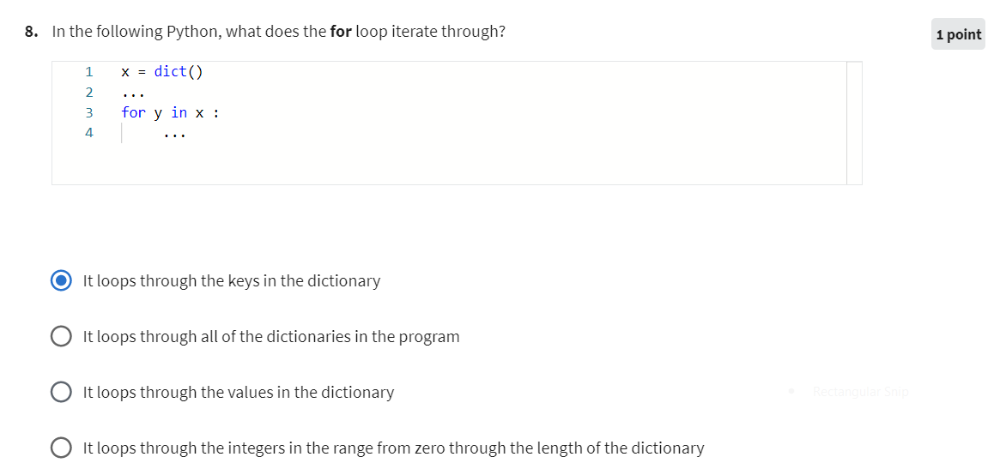 8. In the following Python, what does the for loop iterate through?
1 point
1 x = dict()
2 ...
3 for y in x :
4 ...
It loops through the keys in the dictionary
It loops through all of the dictionaries in the program
It loops through the values in the dictionary
Rectangular Snip
It loops through the integers in the range from zero through the length of the dictionary